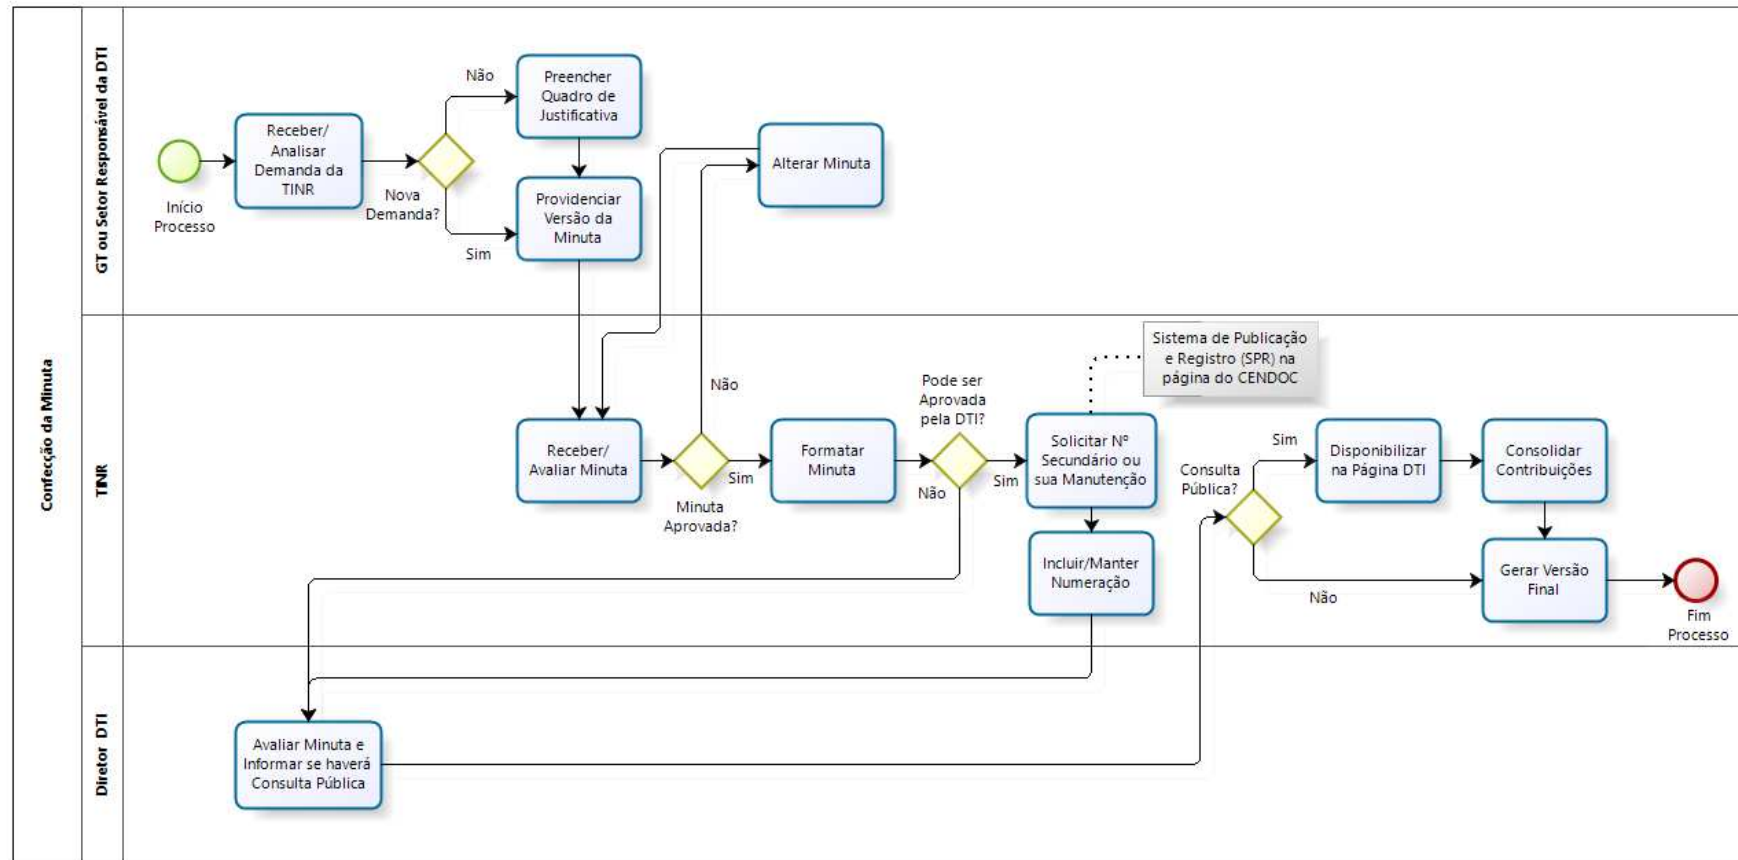 Confecção da Minuta
GT ou Setor Responsável da DTI
Início
Processo
Receber/
Analisar
Demanda da
TINR
Nova
Demanda?
Não
Sim
Preencher
Quadro de
Justificativa
Providenciar
Versão da
Minuta
Alterar Minuta
TINR
Receber/
Avaliar Minuta
Minuta
Aprovada?
Não
Sim
Formatar
Minuta
Pode ser
Aprovada
pela DTI?
Não
Sim
Sistema de Publicação
e Registro (SPR) na
página do CENDOC
Solicitar Nº
Secundário ou
sua Manutenção
Incluir/Manter
Numeração
Consulta
Pública?
Sim
Não
Disponibilizar
na Página DTI
Consolidar
Contribuições
Gerar Versão
Final
Fim
Processo
Diretor DTI
Avaliar Minuta e
Informar se haverá
Consulta Pública